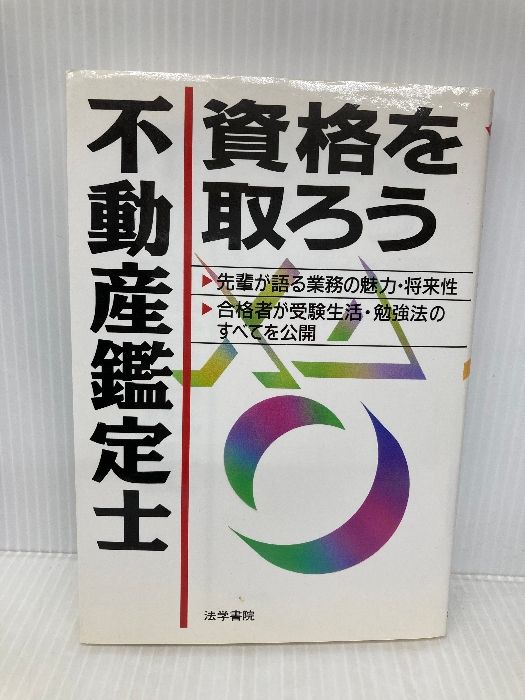 不動産鑑定士
資格を
取ろう
▶先輩が語る業務の魅力・将来性
▶合格者が受験生活・勉強法の
すべてを公開
法学書院